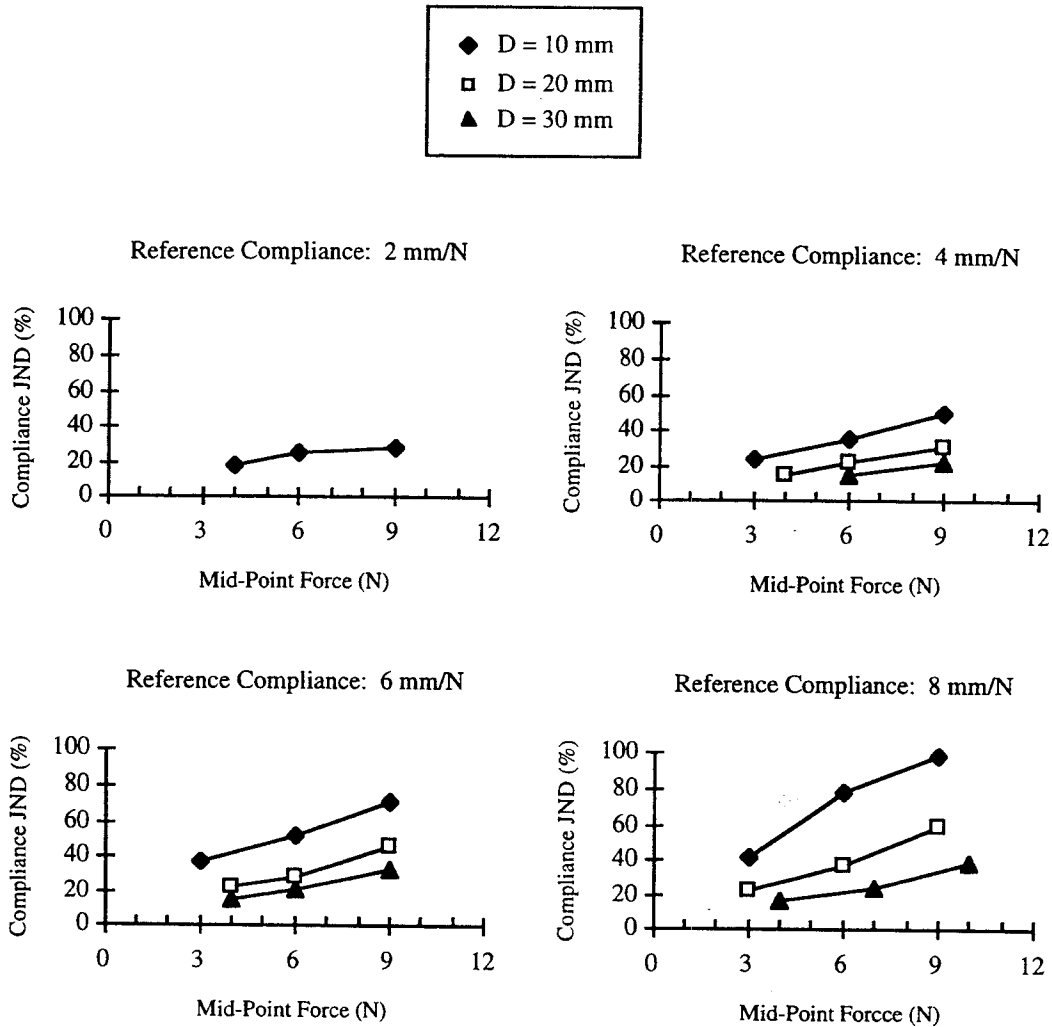 D = 10 mm
D = 20 mm
D = 30 mm
Reference Compliance: 2 mm/N
Compliance JND (%)
100
80
60
40
20
0
0 3 6 9 12
Mid-Point Force (N)
Reference Compliance: 4 mm/N
Compliance JND (%)
100
80
60
40
20
0
0 3 6 9 12
Mid-Point Force (N)
Reference Compliance: 6 mm/N
Compliance JND (%)
100
80
60
40
20
0
0 3 6 9 12
Mid-Point Force (N)
Reference Compliance: 8 mm/N
Compliance JND (%)
100
80
60
40
20
0
0 3 6 9 12
Mid-Point Forcce (N)